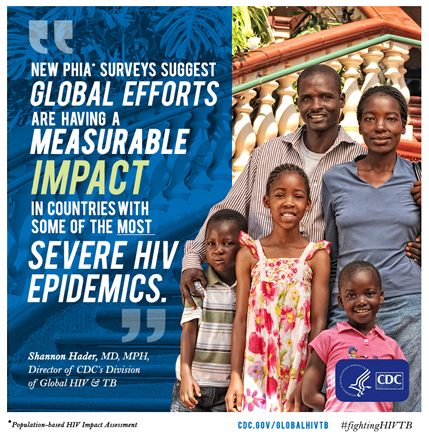 NEW PHIA* SURVEYS SUGGEST
GLOBAL EFFORTS
ARE HAVING A
MEASURABLE
IMPACT
IN COUNTRIES WITH
SOME OF THE MOST
SEVERE HIV
EPIDEMICS.
Shannon Hader, MD, MPH,
Director of CDC's Division
of Global HIV & TB
CDC
*Population-based HIV Impact Assessment
CDC.GOV/GLOBALHIVTB
#fightingHIVTB